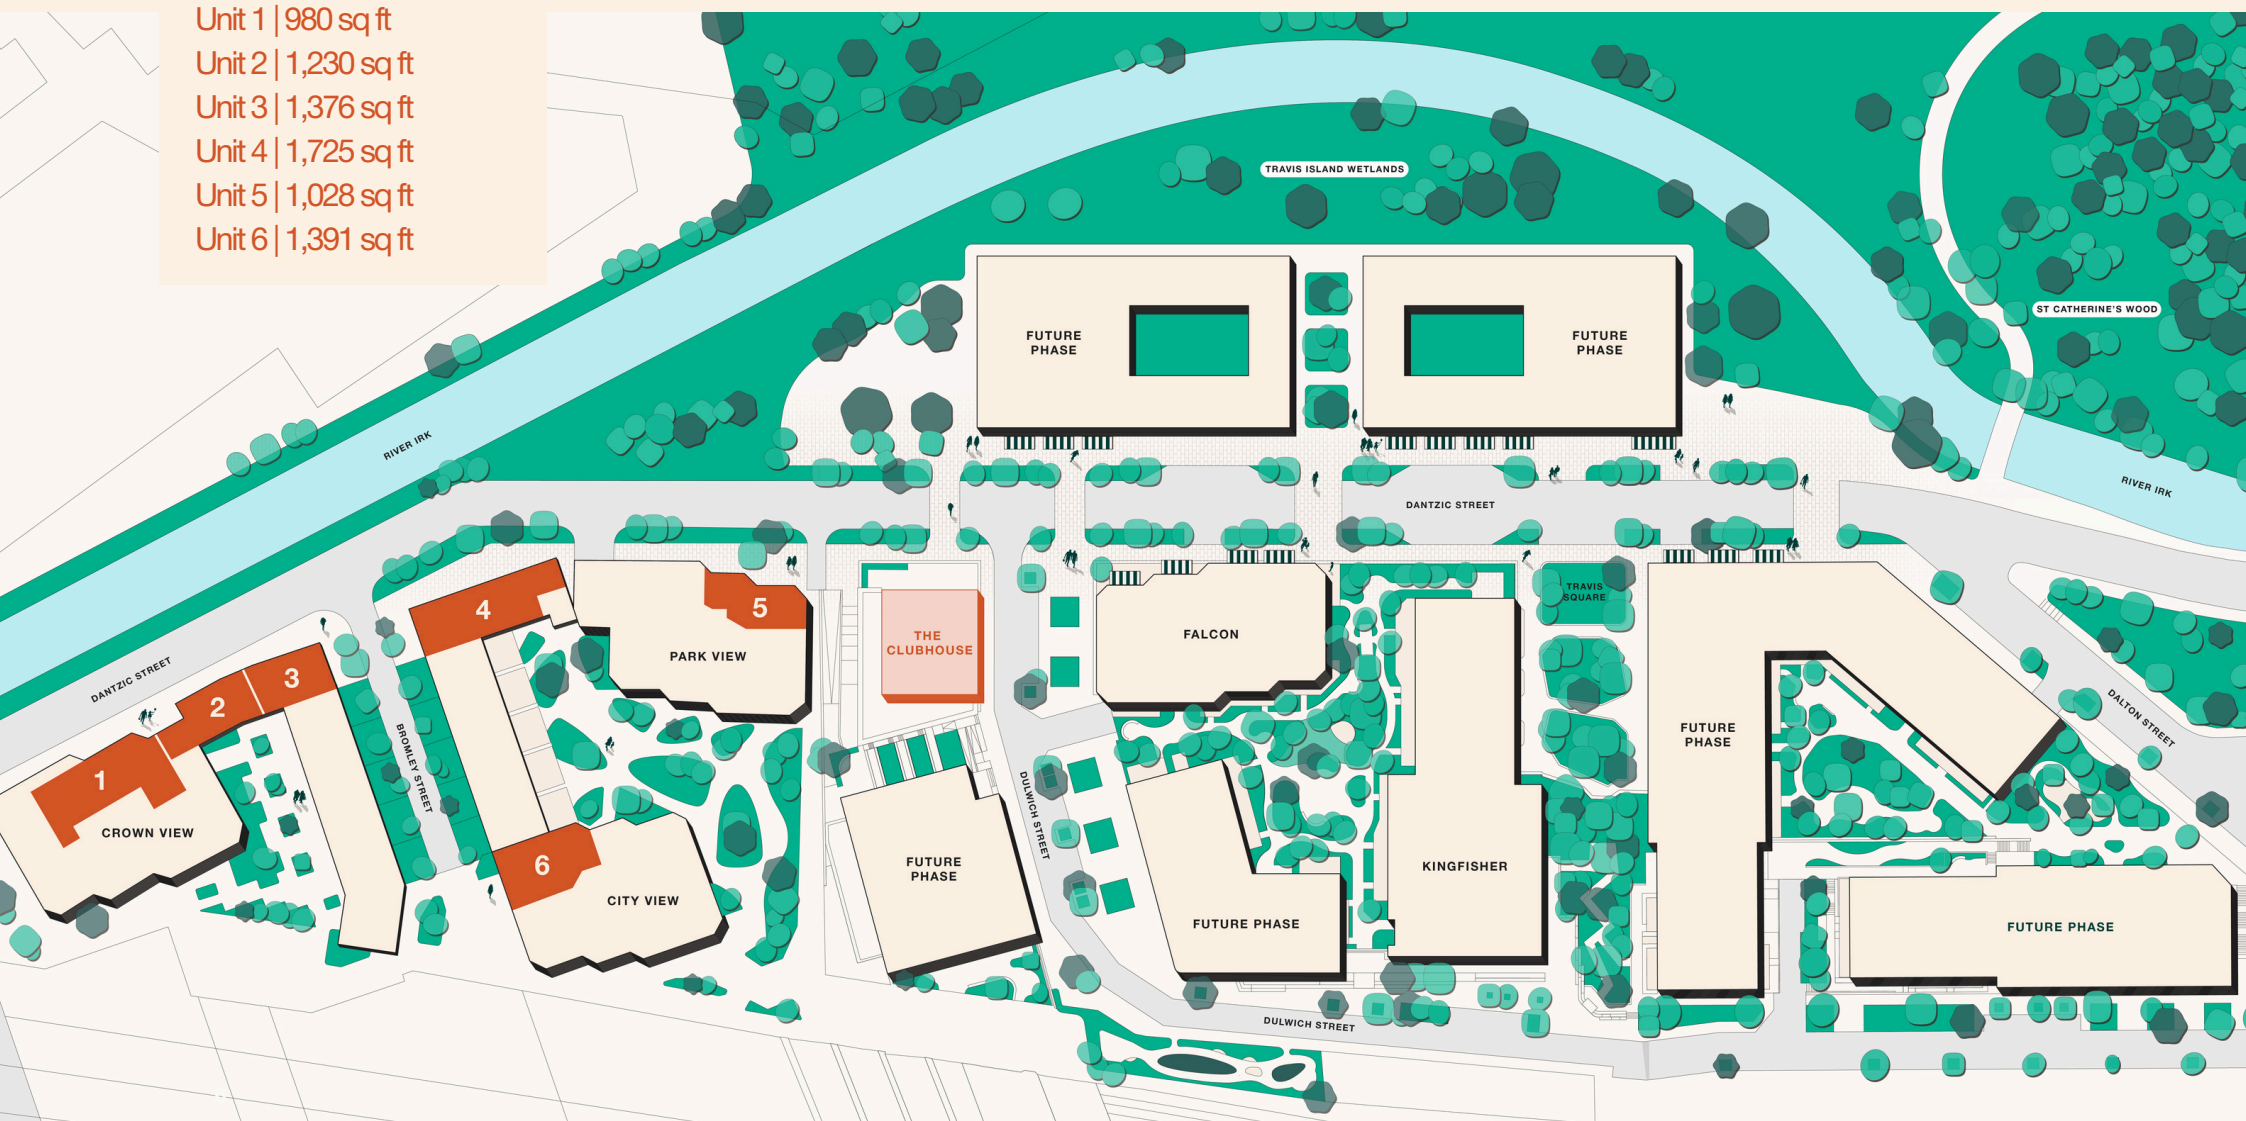 Unit 1 | 980 sq ft
Unit 2 | 1,230 sq ft
Unit 3 | 1,376 sq ft
Unit 4 | 1,725 sq ft
Unit 5 | 1,028 sq ft
Unit 6 | 1,391 sq ft
TRAVIS ISLAND WETLANDS
ST CATHERINE'S WOOD
FUTURE
PHASE
FUTURE
PHASE
RIVER IRK
RIVER IRK
DANTZIC STREET
TRAVIS
SQUARE
4
5
THE
CLUBHOUSE
FALCON
PARK VIEW
DANTZIC STREET
3
2
1
CROWN VIEW
BROMLEY STREET
DALTON STREET
FUTURE
PHASE
DULWICH STREET
6
CITY VIEW
FUTURE
PHASE
KINGFISHER
FUTURE PHASE
FUTURE PHASE
DULWICH STREET